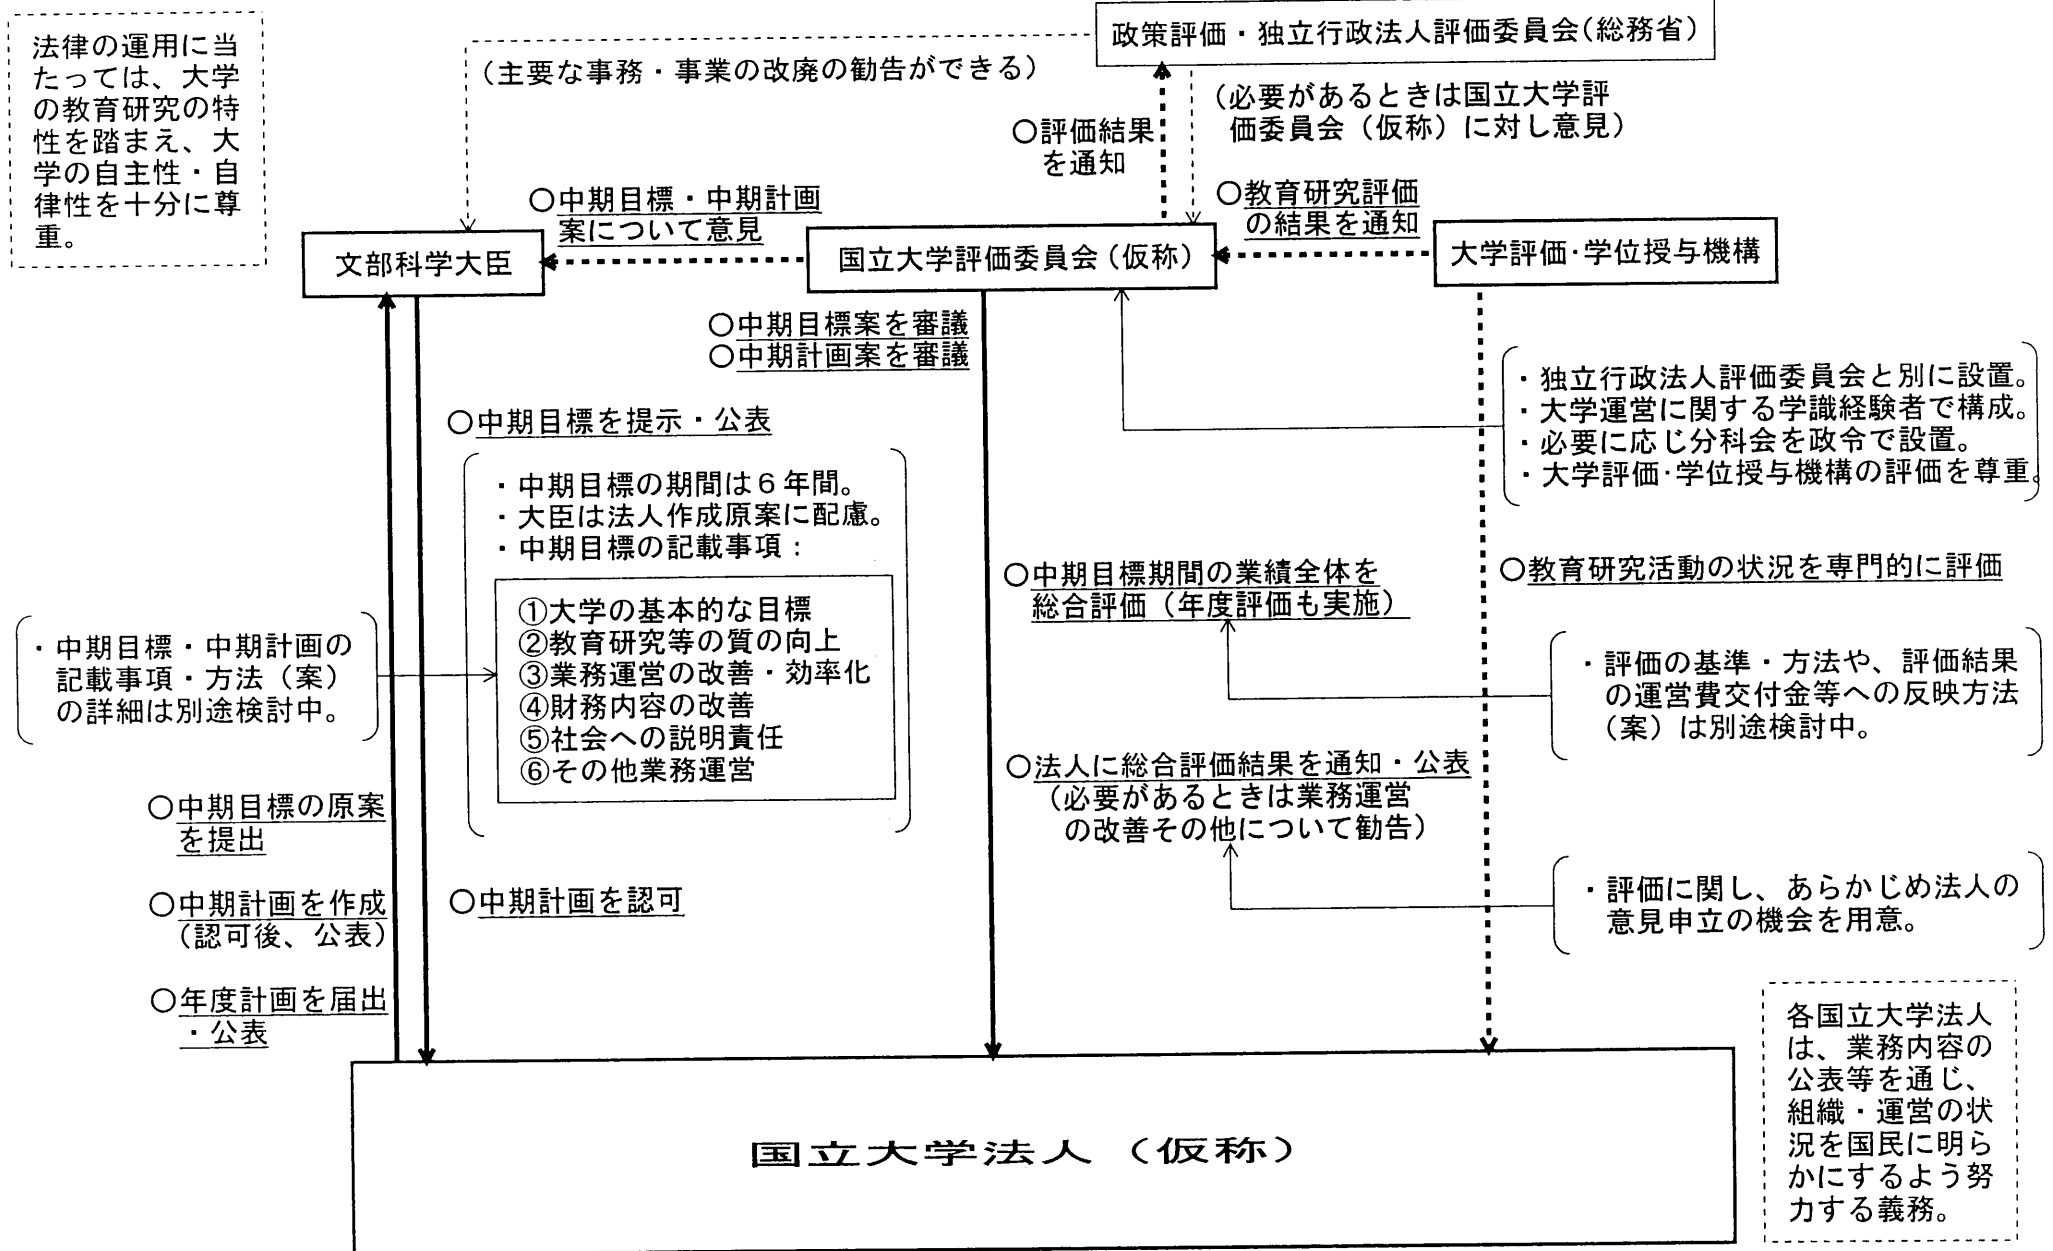 法律の運用に当
たっては、大学
の教育研究の特
性を踏まえ、大
学の自主性・自
律性を十分に尊
重。
政策評価・独立行政法人評価委員会(総務省)
(主要な事務・事業の改廃の勧告ができる)
(必要があるときは国立大学評
価委員会(仮称)に対し意見)
○評価結果
を通知
○中期目標・中期計画
案について意見
○教育研究評価
の結果を通知
文部科学大臣
国立大学評価委員会(仮称)
大学評価・学位授与機構
○中期目標案を審議
○中期計画案を審議
・独立行政法人評価委員会と別に設置。
・大学運営に関する学識経験者で構成。
・必要に応じ分科会を政令で設置。
・大学評価・学位授与機構の評価を尊重。
○中期目標を提示・公表
・中期目標の期間は6年間。
・大臣は法人作成原案に配慮。
・中期目標の記載事項:
①大学の基本的な目標
②教育研究等の質の向上
③業務運営の改善・効率化
④財務内容の改善
⑤社会への説明責任
⑥その他業務運営
・中期目標・中期計画の
記載事項・方法(案)
の詳細は別途検討中。
○中期目標期間の業績全体を
総合評価(年度評価も実施)
○教育研究活動の状況を専門的に評価
・評価の基準・方法や、評価結果
の運営費交付金等への反映方法
(案)は別途検討中。
○法人に総合評価結果を通知・公表
(必要があるときは業務運営
の改善その他について勧告)
・評価に関し、あらかじめ法人の
意見申立の機会を用意。
○中期目標の原案
を提出
○中期計画を作成
(認可後、公表)
○年度計画を届出
・公表
○中期計画を認可
各国立大学法人
は、業務内容の
公表等を通じ、
組織・運営の状
況を国民に明ら
かにするよう努
力する義務。
国立大学法人(仮称)